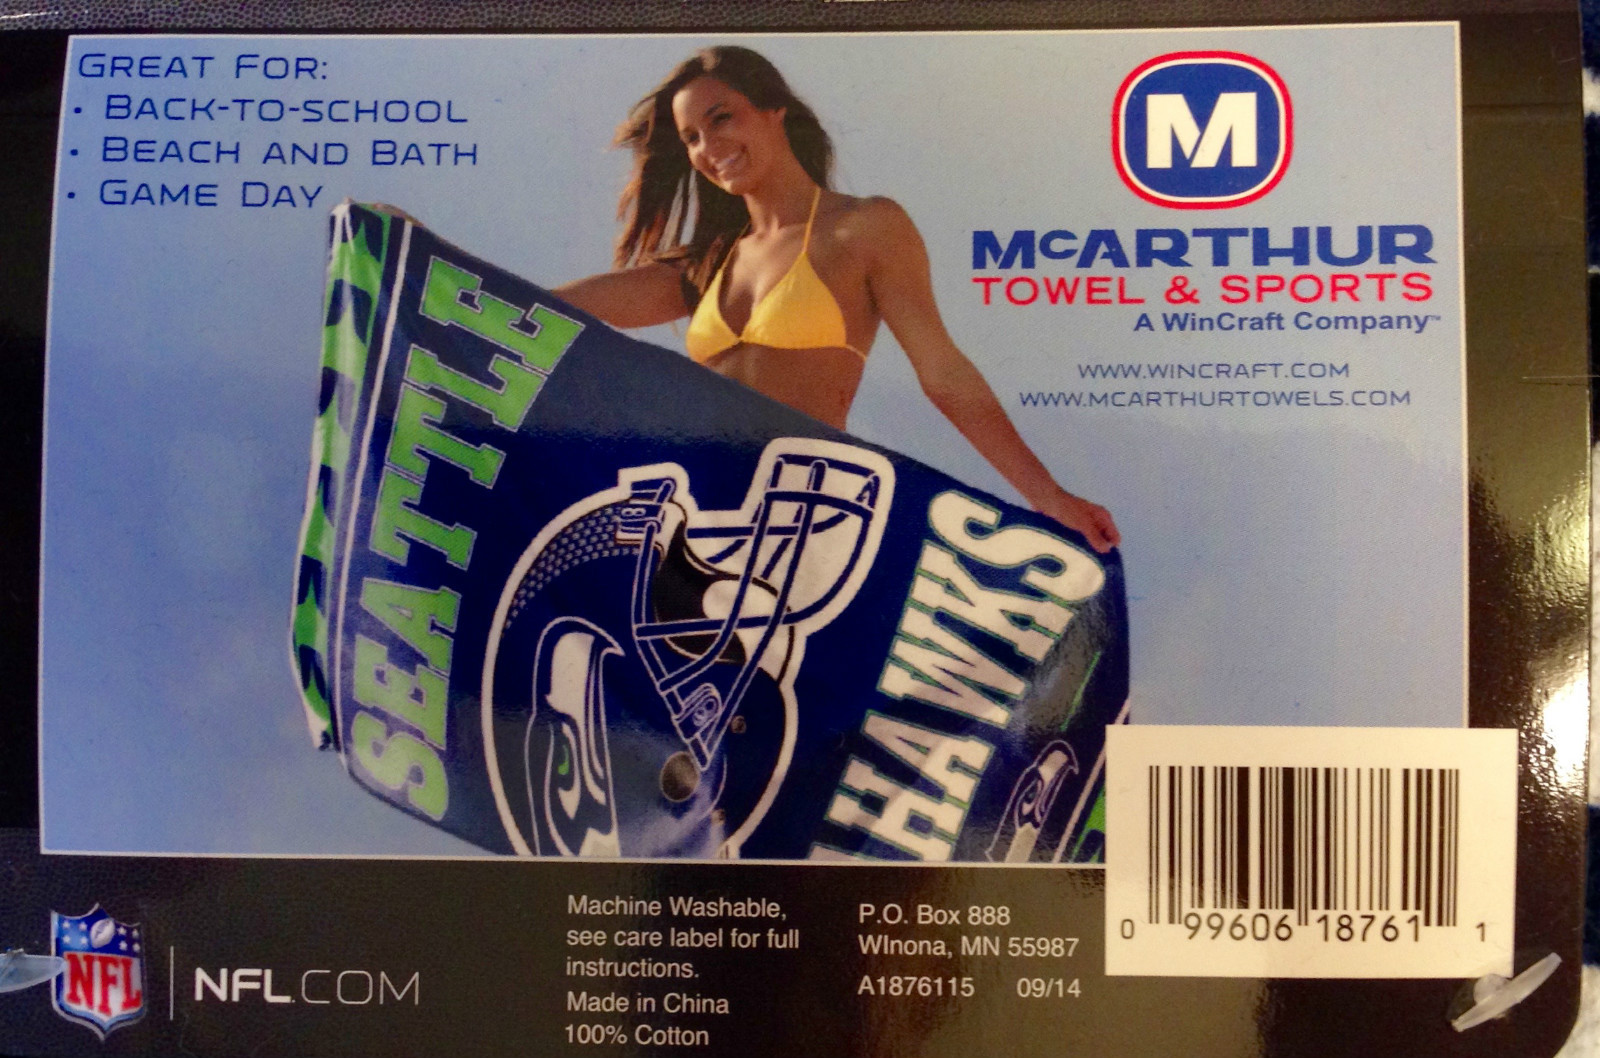 GREAT FOR:
• BACK-TO-SCHOOL
• BEACH AND BATH
• GAME DAY
M
MCARTHUR
TOWEL & SPORTS
A WinCraft Company™
WWW.WINCRAFT.COM
WWW.MCARTHURTOWELS.COM
SEATTLE
HAWKS
NFL
NFL.COM
Machine Washable,
see care label for full
instructions.
Made in China
100% Cotton
P.O. Box 888
WInona, MN 55987
A1876115 09/14
0 99606 18761 1